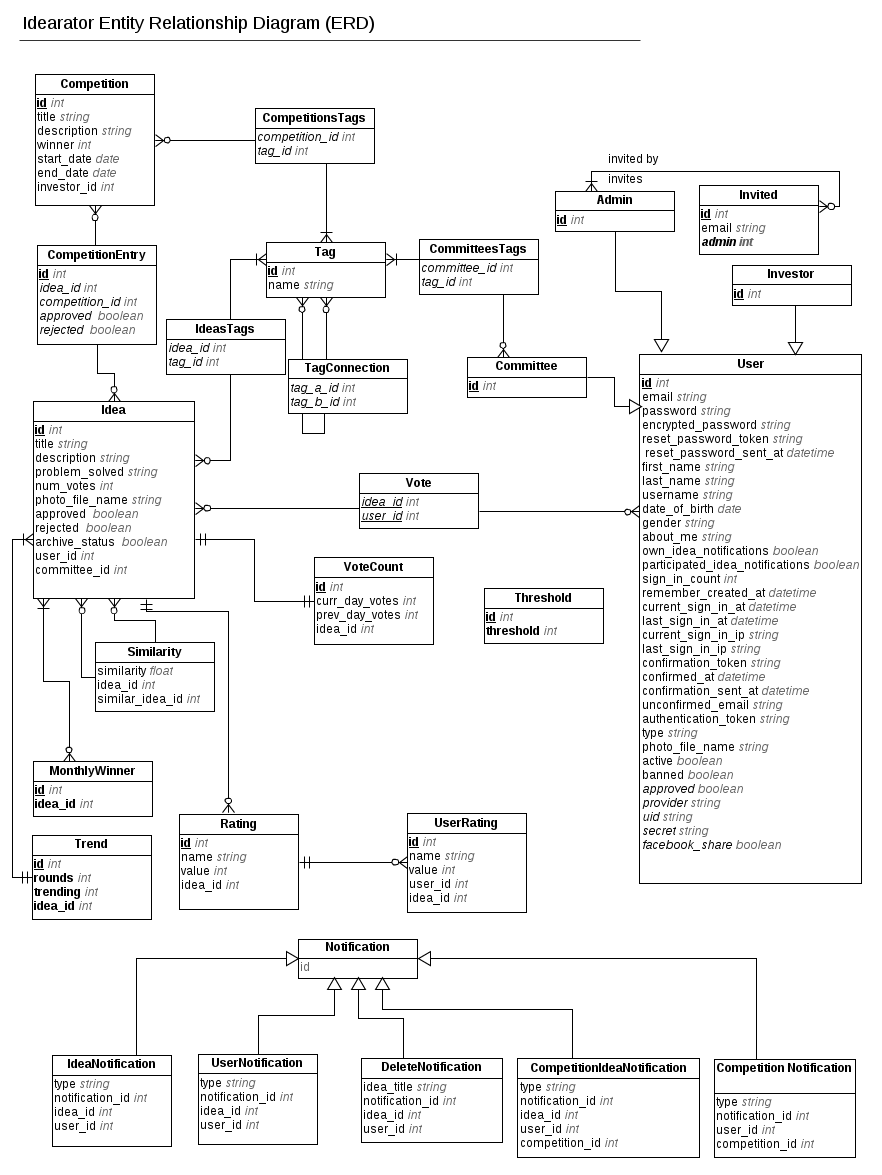 Idearator Entity Relationship Diagram (ERD)
Competition
id int
title string
description string
winner int
start_date date
end_date date
investor_id int
CompetitionsTags
competition_id int
tag_id int
invited by
invites
Admin
id int
Invited
id int
email string
admin int
CompetitionEntry
id int
idea_id int
competition_id int
approved boolean
rejected boolean
Tag
id int
name string
CommitteesTags
committee_id int
tag_id int
Investor
id int
IdeasTags
idea_id int
tag_id int
TagConnection
tag_a_id int
tag_b_id int
Committee
id int
User
id int
email string
password string
encrypted_password string
reset_password_token string
reset_password_sent_at datetime
first_name string
last_name string
username string
date_of_birth date
gender string
about_me string
own_idea_notifications boolean
participated_idea_notifications boolean
sign_in_count int
remember_created_at datetime
current_sign_in_at datetime
last_sign_in_at datetime
current_sign_in_ip string
last_sign_in_ip string
confirmation_token string
confirmed_at datetime
confirmation_sent_at datetime
unconfirmed_email string
authentication_token string
type string
photo_file_name string
active boolean
banned boolean
approved boolean
provider string
uid string
secret string
facebook_share boolean
Idea
id int
title string
description string
problem_solved string
num_votes int
photo_file_name string
approved boolean
rejected boolean
archive_status boolean
user_id int
committee_id int
Vote
idea_id int
user_id int
VoteCount
id int
curr_day_votes int
prev_day_votes int
idea_id int
Threshold
id int
threshold int
Similarity
similarity float
idea_id int
similar_idea_id int
MonthlyWinner
id int
idea_id int
Trend
id int
rounds int
trending int
idea_id int
Rating
id int
name string
value int
idea_id int
UserRating
id int
name string
value int
user_id int
idea_id int
Notification
id
IdeaNotification
type string
notification_id int
idea_id int
user_id int
UserNotification
type string
notification_id int
idea_id int
user_id int
DeleteNotification
idea_title string
notification_id int
idea_id int
user_id int
CompetitionIdeaNotification
type string
notification_id int
idea_id int
user_id int
competition_id int
Competition Notification
type string
notification_id int
user_id int
competition_id int